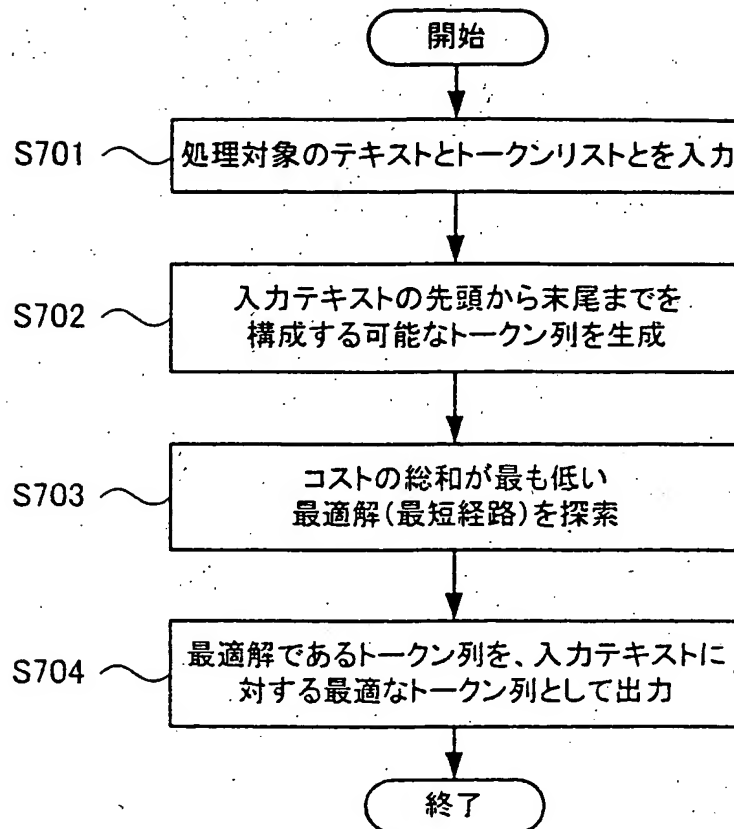 開始
S701 処理対象のテキストとトークンリストとを入力
S702 入力テキストの先頭から末尾までを
構成する可能なトークン列を生成
S703 コストの総和が最も低い
最適解(最短経路)を探索
S704 最適解であるトークン列を、入力テキストに
対する最適なトークン列として出力
終了